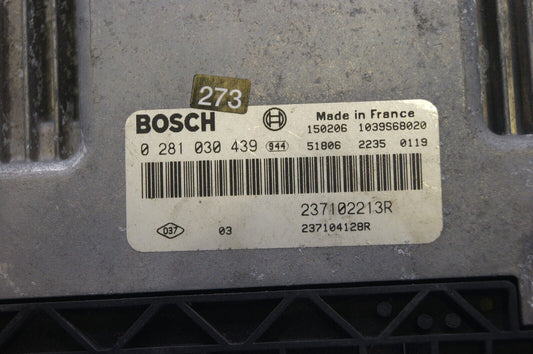 273
BOSCH
Made in France
150206 1039S68020
0 281 030 439 944 51806 2235 0119
237102213R
D37 03 237104128R